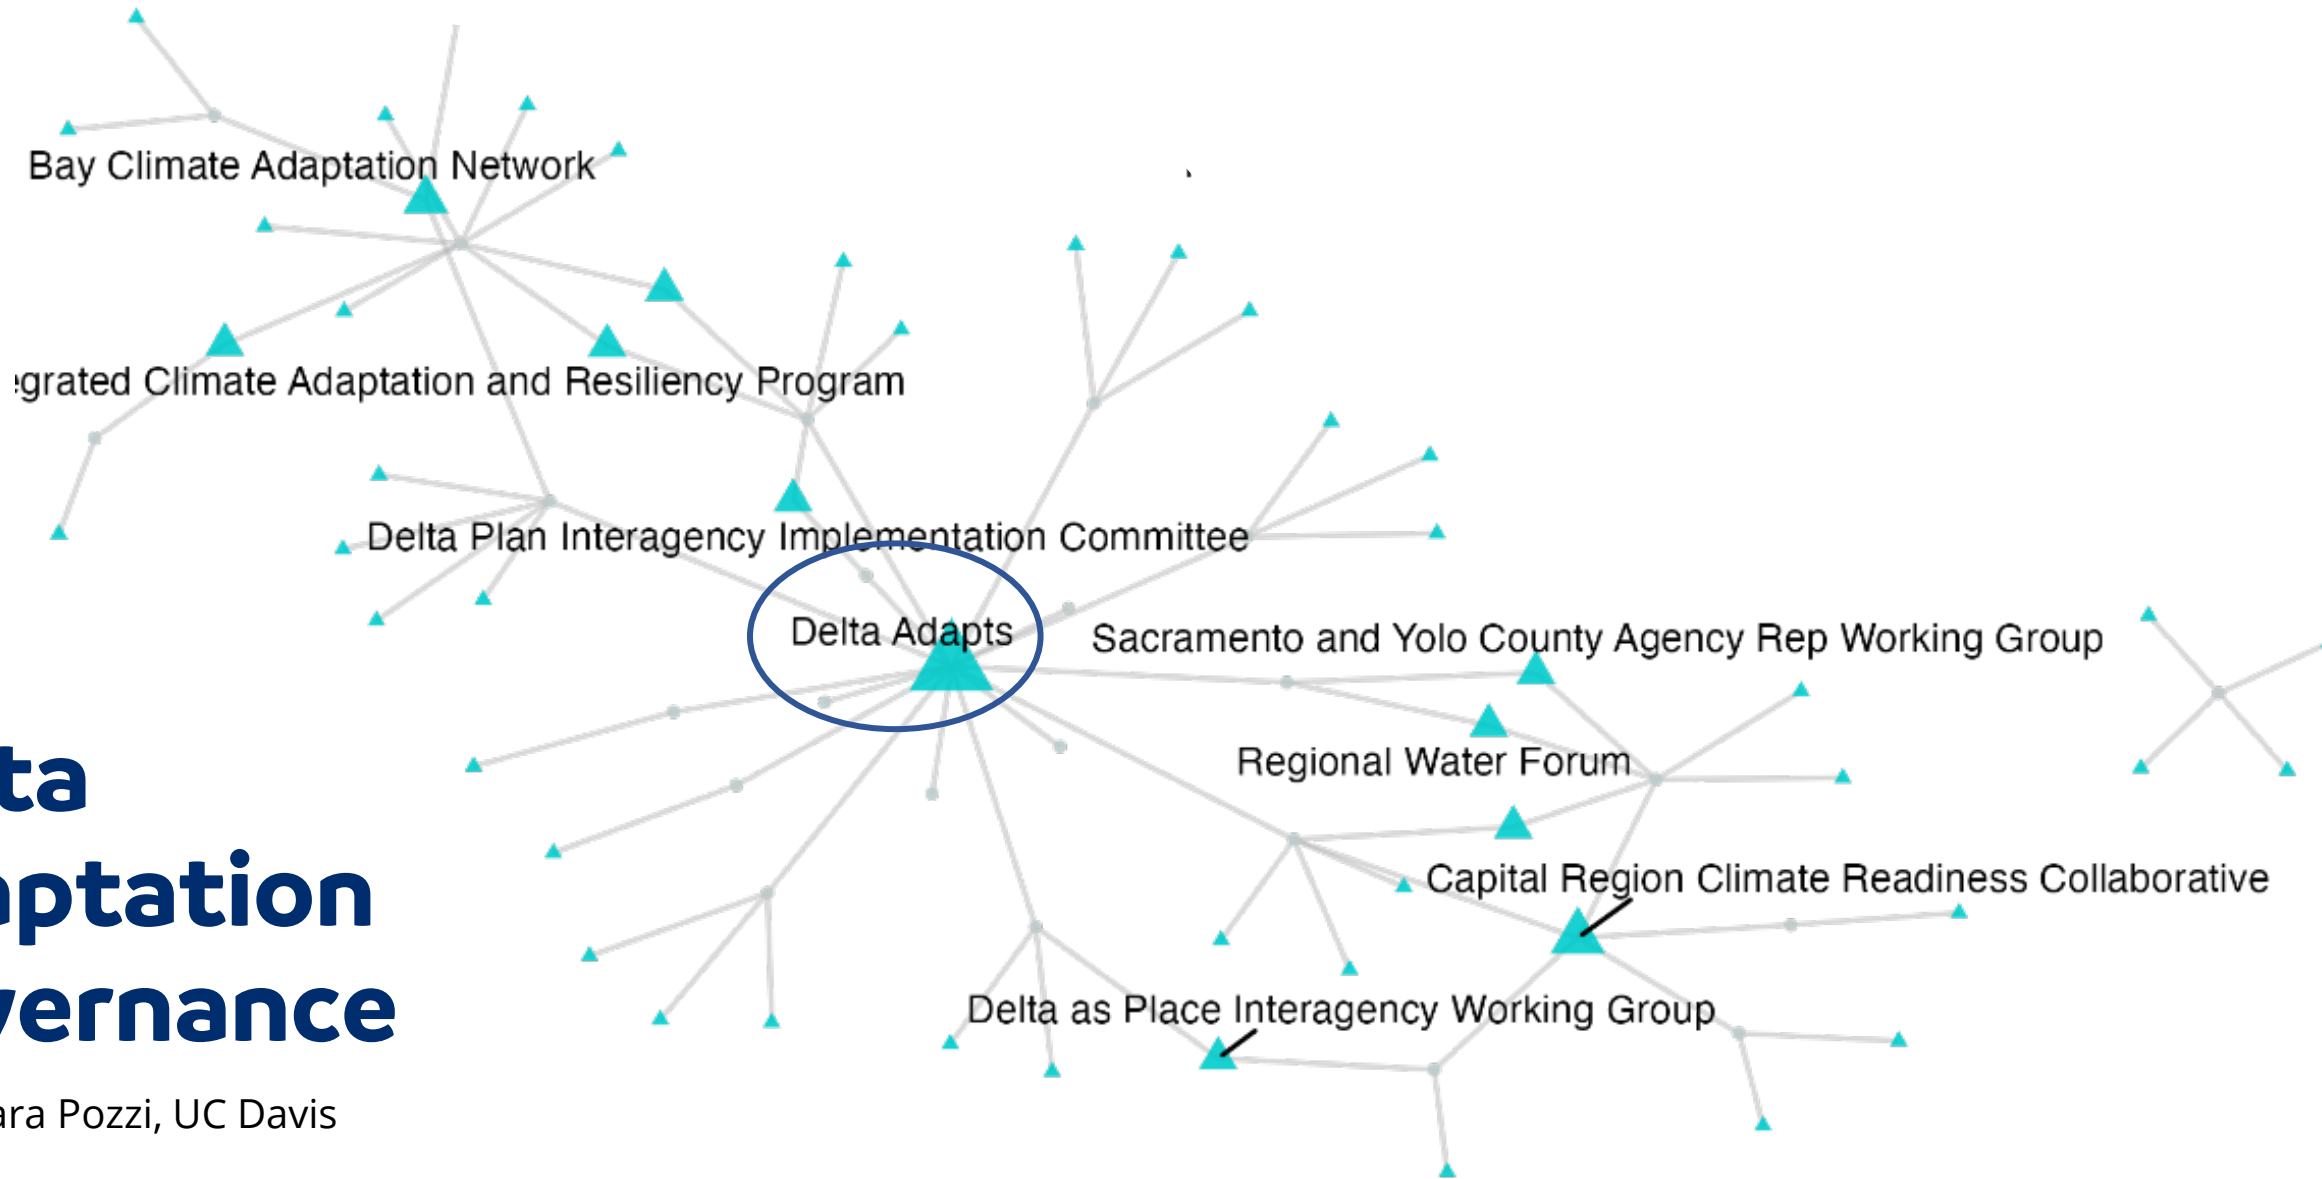 Bay Climate Adaptation Network
egrated Climate Adaptation and Resiliency Program
Delta Plan Interagency Implementation Committee
Delta Adapts
Sacramento and Yolo County Agency Rep Working Group
Regional Water Forum
Capital Region Climate Readiness Collaborative
Delta as Place Interagency Working Group
ta
aptation
vernance
ara Pozzi, UC Davis